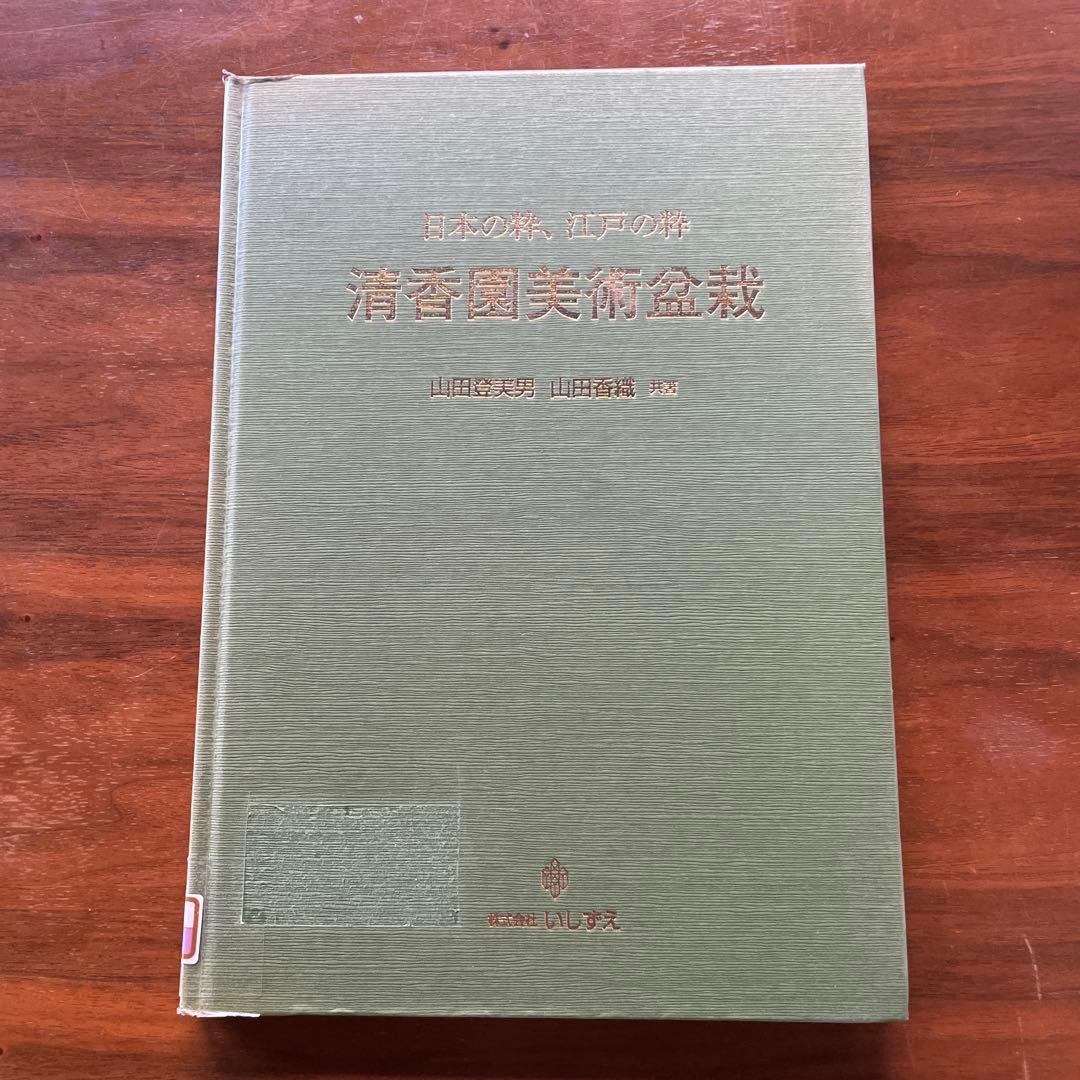 日本の粋、江戸の粋
清香園美術盆栽
山田登美男 山田香織 共著
株式会社 いしずえ